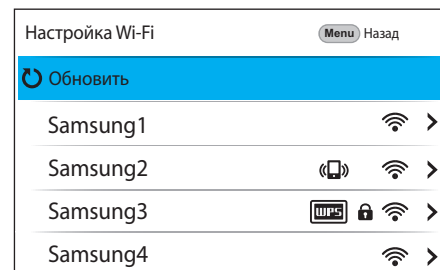 Настройка Wi-Fi Menu Назад
Обновить
Samsung1
Samsung2
Samsung3 WPS
Samsung4